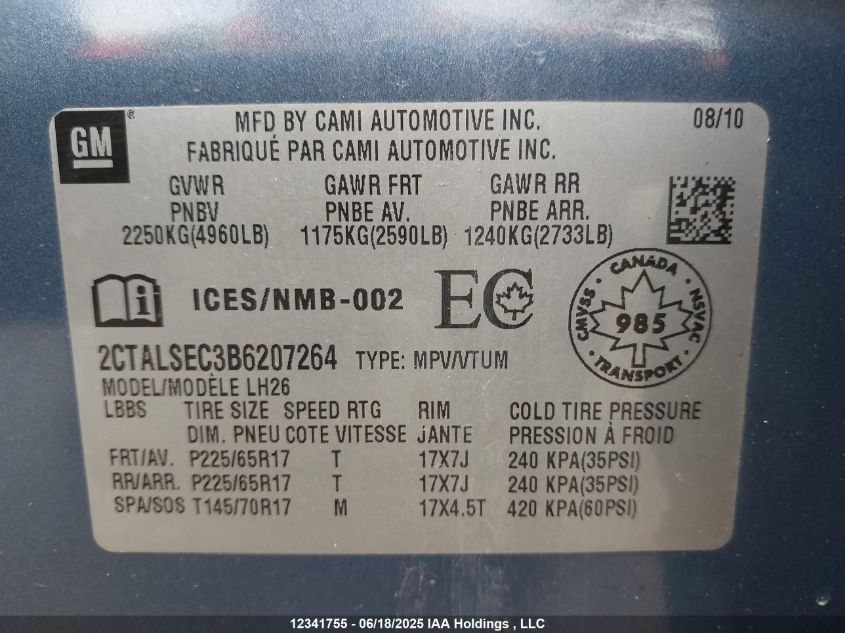 GM
MFD BY CAMI AUTOMOTIVE INC.
08/10
FABRIQUÉ PAR CAMI AUTOMOTIVE INC.
GVWR GAWR FRT GAWR RR
PNBV PNBE AV. PNBE ARR.
2250KG(4960LB) 1175KG(2590LB) 1240KG(2733LB)
i ICES/NMB-002 EC
CANADA
CMVSS 985 NSVAC
TRANSPORT
2CTALSEC3B6207264 TYPE: MPV/VTUM
MODEL/MODÈLE LH26
LBBS TIRE SIZE SPEED RTG RIM COLD TIRE PRESSURE
DIM. PNEU COTE VITESSE JANTE PRESSION À FROID
FRT/AV. P225/65R17 T 17X7J 240 KPA(35PSI)
RR/ARR. P225/65R17 T 17X7J 240 KPA(35PSI)
SPA/SOS T145/70R17 M 17X4.5T 420 KPA(60PSI)
12341755 - 06/18/2025 IAA Holdings , LLC